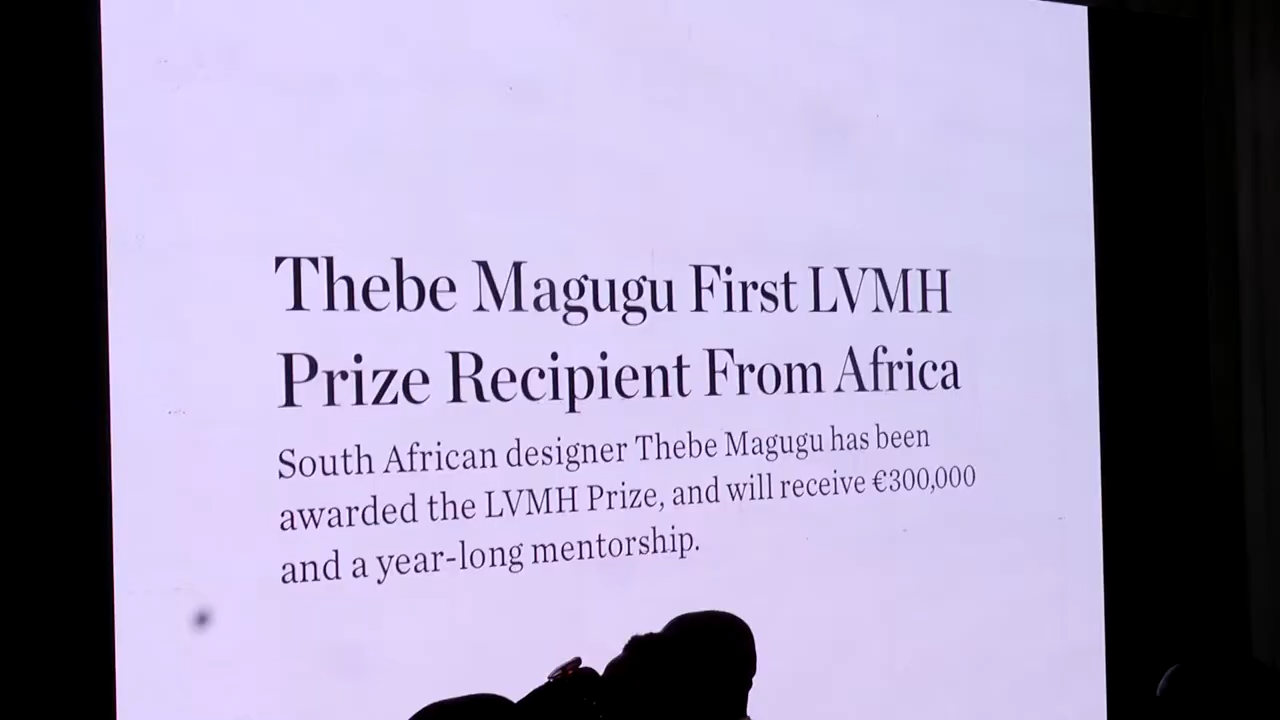 Thebe Magugu First LVMH
Prize Recipient From Africa
South African designer Thebe Magugu has been
awarded the LVMH Prize, and will receive €300,000
and a year-long mentorship.